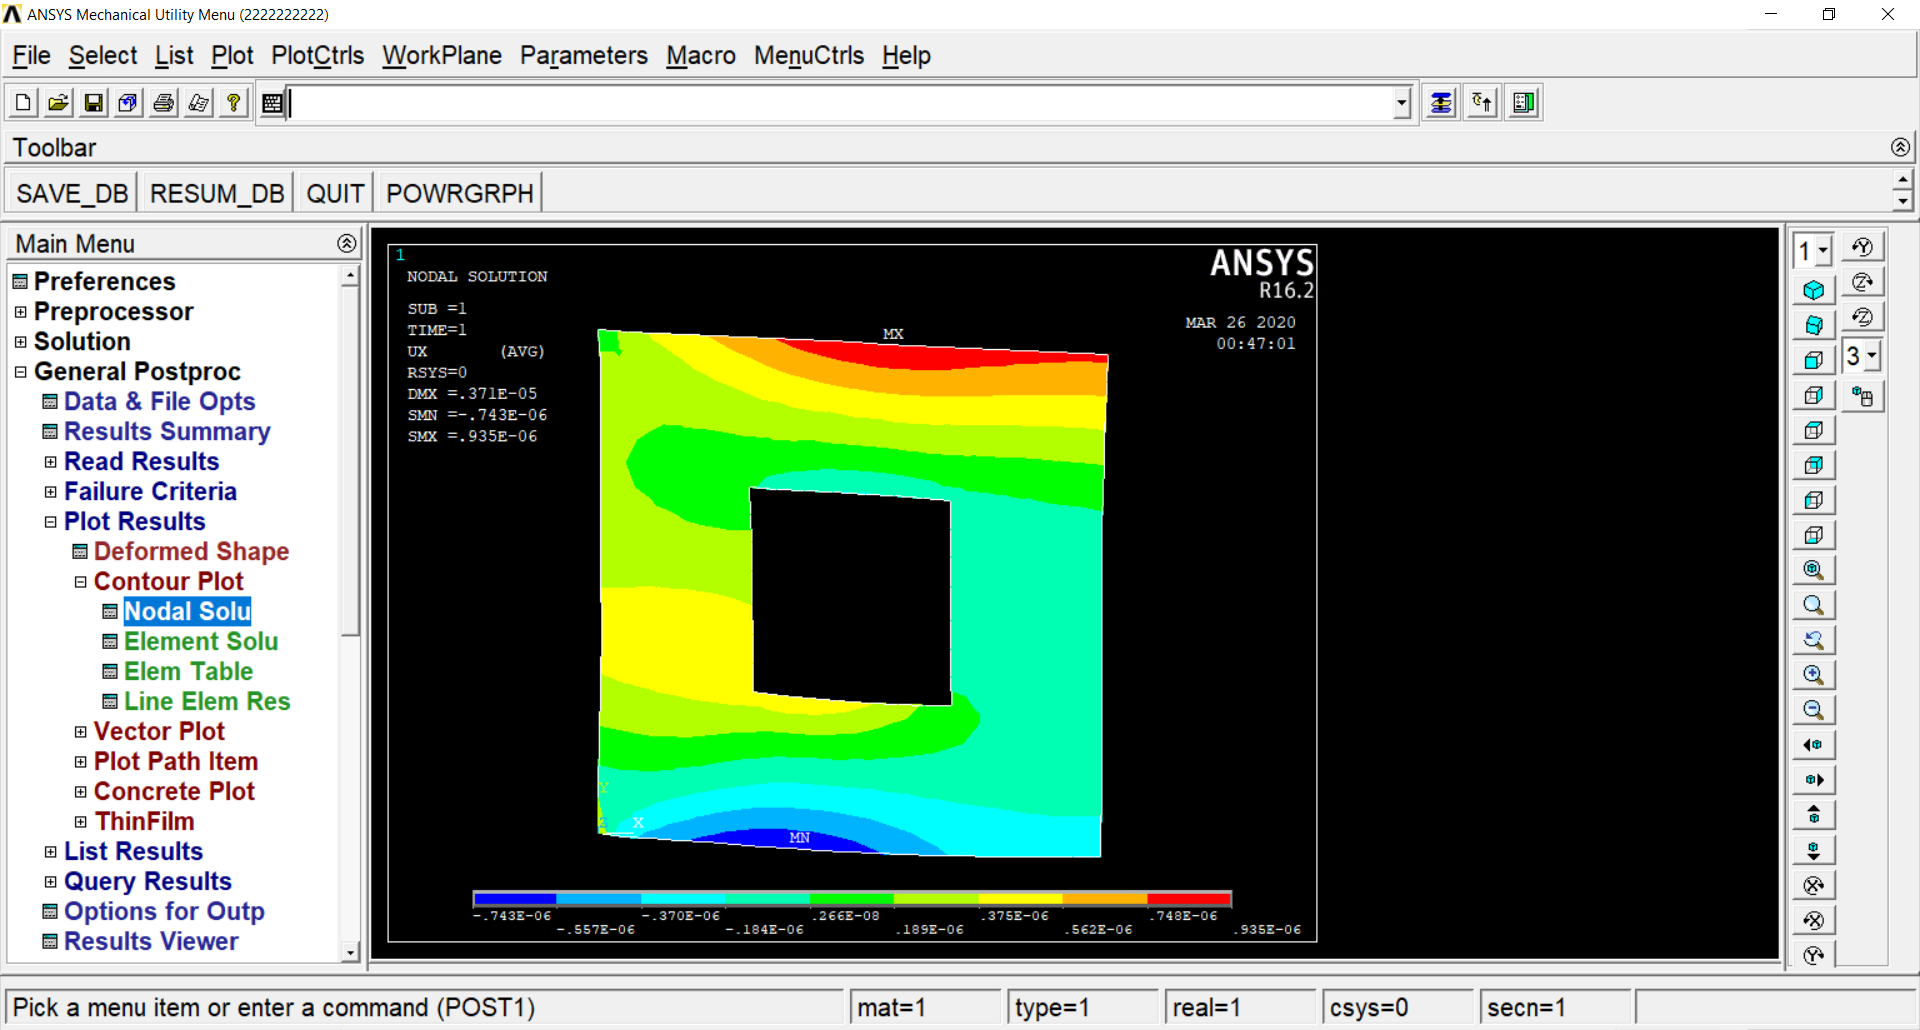 ANSYS Mechanical Utility Menu (2222222222)
File Select List Plot PlotCtrls WorkPlane Parameters Macro MenuCtrls Help
Toolbar
SAVE_DB RESUM_DB QUIT POWRGRPH
Main Menu
Preferences
Preprocessor
Solution
General Postproc
Data & File Opts
Results Summary
Read Results
Failure Criteria
Plot Results
Deformed Shape
Contour Plot
Nodal Solu
Element Solu
Elem Table
Line Elem Res
Vector Plot
Plot Path Item
Concrete Plot
ThinFilm
List Results
Query Results
Options for Outp
Results Viewer
1
NODAL SOLUTION
SUB =1
TIME=1
UX (AVG)
RSYS=0
DMX =.371E-05
SMN =-.743E-06
SMX =.935E-06
ANSYS
R16.2
MAR 26 2020
00:47:01
MX
Y
Z X
MN
-.743E-06 -.370E-06 .266E-08 .375E-06 .748E-06
-.557E-06 -.184E-06 .189E-06 .562E-06 .935E-06
1
3
Pick a menu item or enter a command (POST1) mat=1 type=1 real=1 csys=0 secn=1